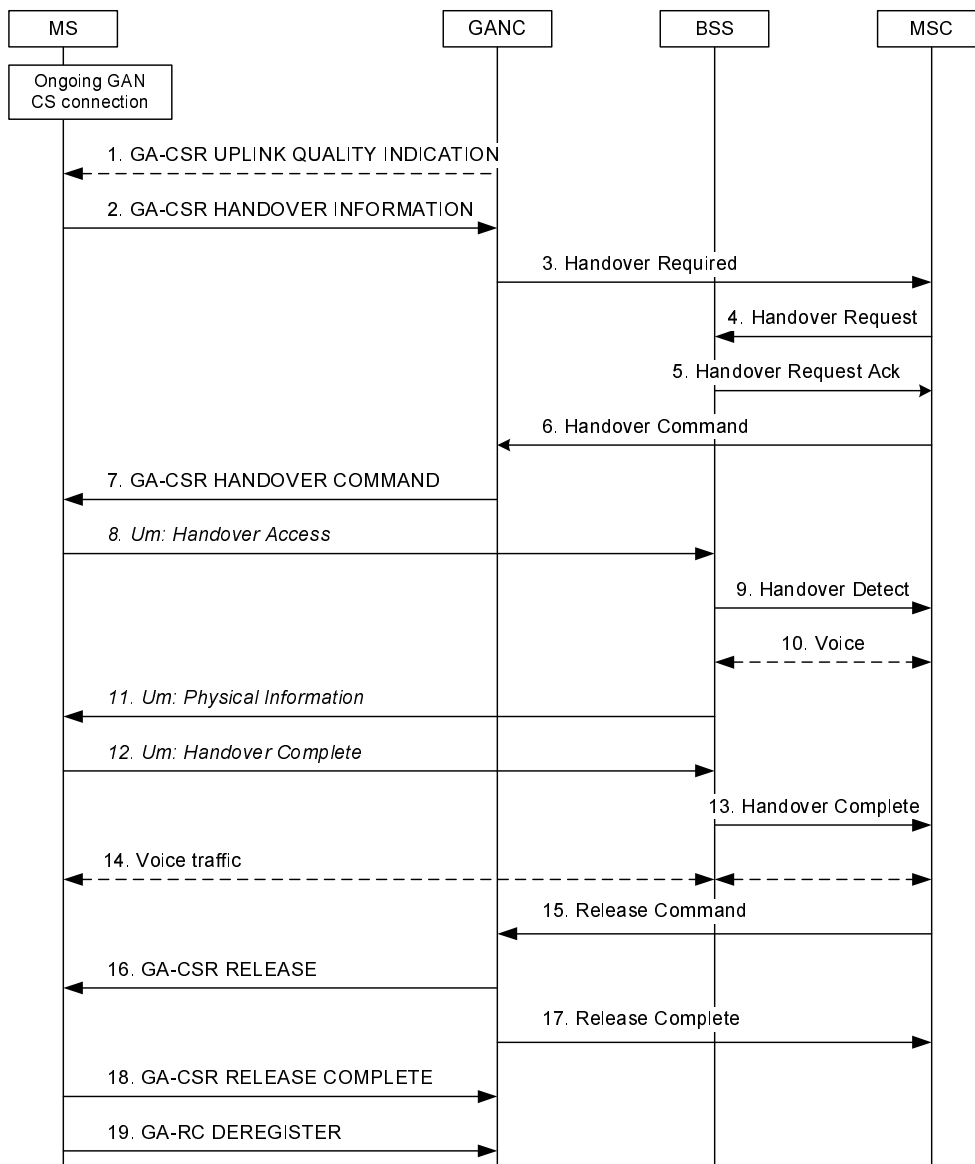 MS
GANC
BSS
MSC
Ongoing GAN
CS connection
1. GA-CSR UPLINK QUALITY INDICATION
2. GA-CSR HANDOVER INFORMATION
3. Handover Required
4. Handover Request
5. Handover Request Ack
6. Handover Command
7. GA-CSR HANDOVER COMMAND
8. Um: Handover Access
9. Handover Detect
10. Voice
11. Um: Physical Information
12. Um: Handover Complete
13. Handover Complete
14. Voice traffic
15. Release Command
16. GA-CSR RELEASE
17. Release Complete
18. GA-CSR RELEASE COMPLETE
19. GA-RC DEREGISTER